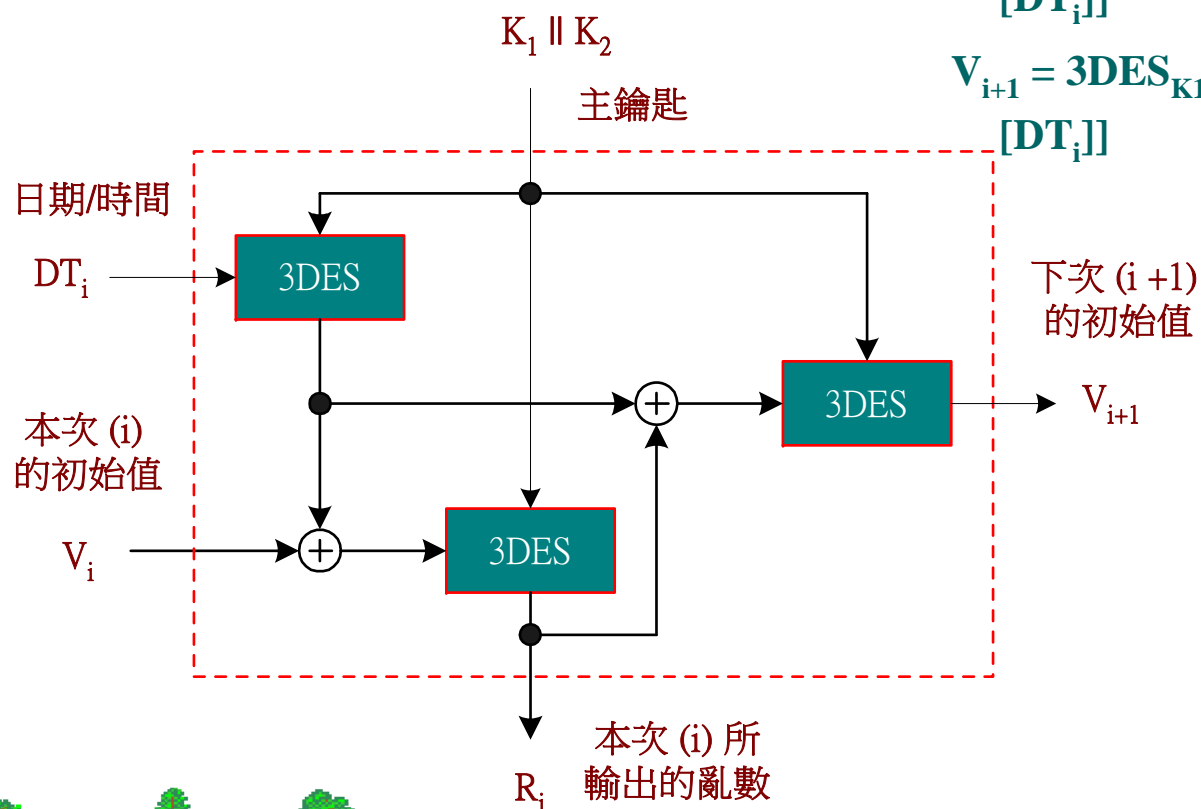 [DTᵢ]]
K₁ || K₂
Vᵢ₊₁ = 3DES_K1
主鑰匙
[DTᵢ]]
日期/時間
DTᵢ
3DES
下次 (i +1)
的初始值
3DES
Vᵢ₊₁
本次 (i)
的初始值
Vᵢ
3DES
本次 (i) 所
輸出的亂數
Rᵢ